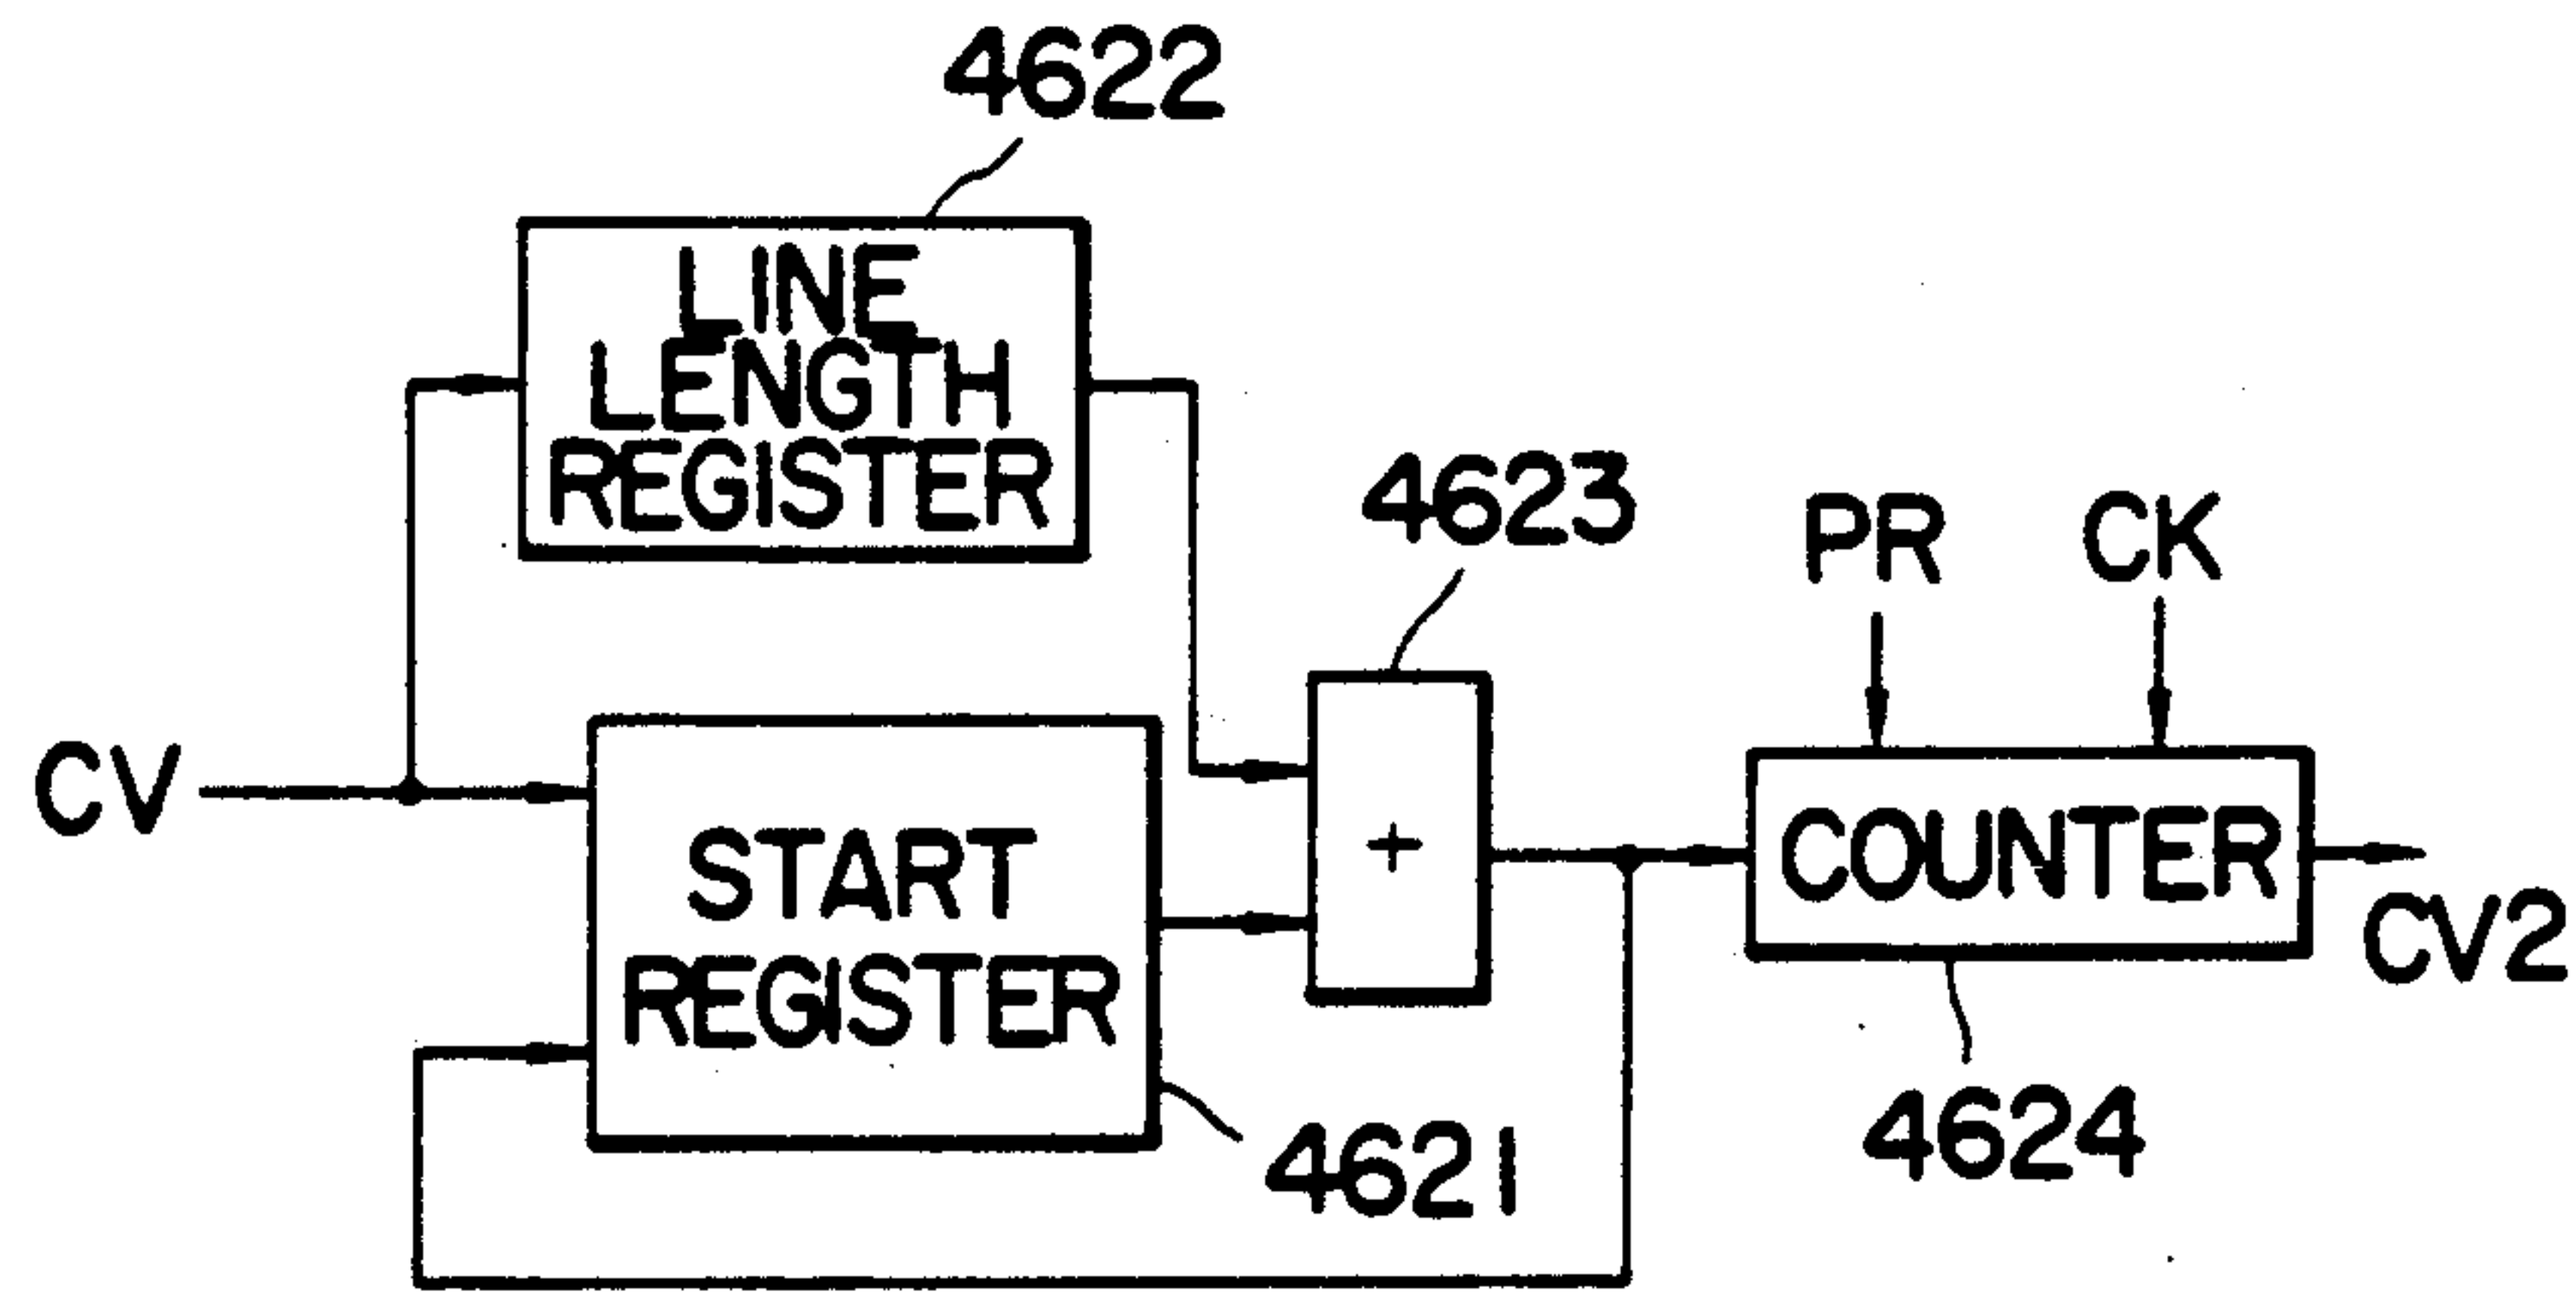 4622
LINE
LENGTH
REGISTER
4623
PR
CK
CV
START
REGISTER
+
COUNTER
CV2
4621
4624